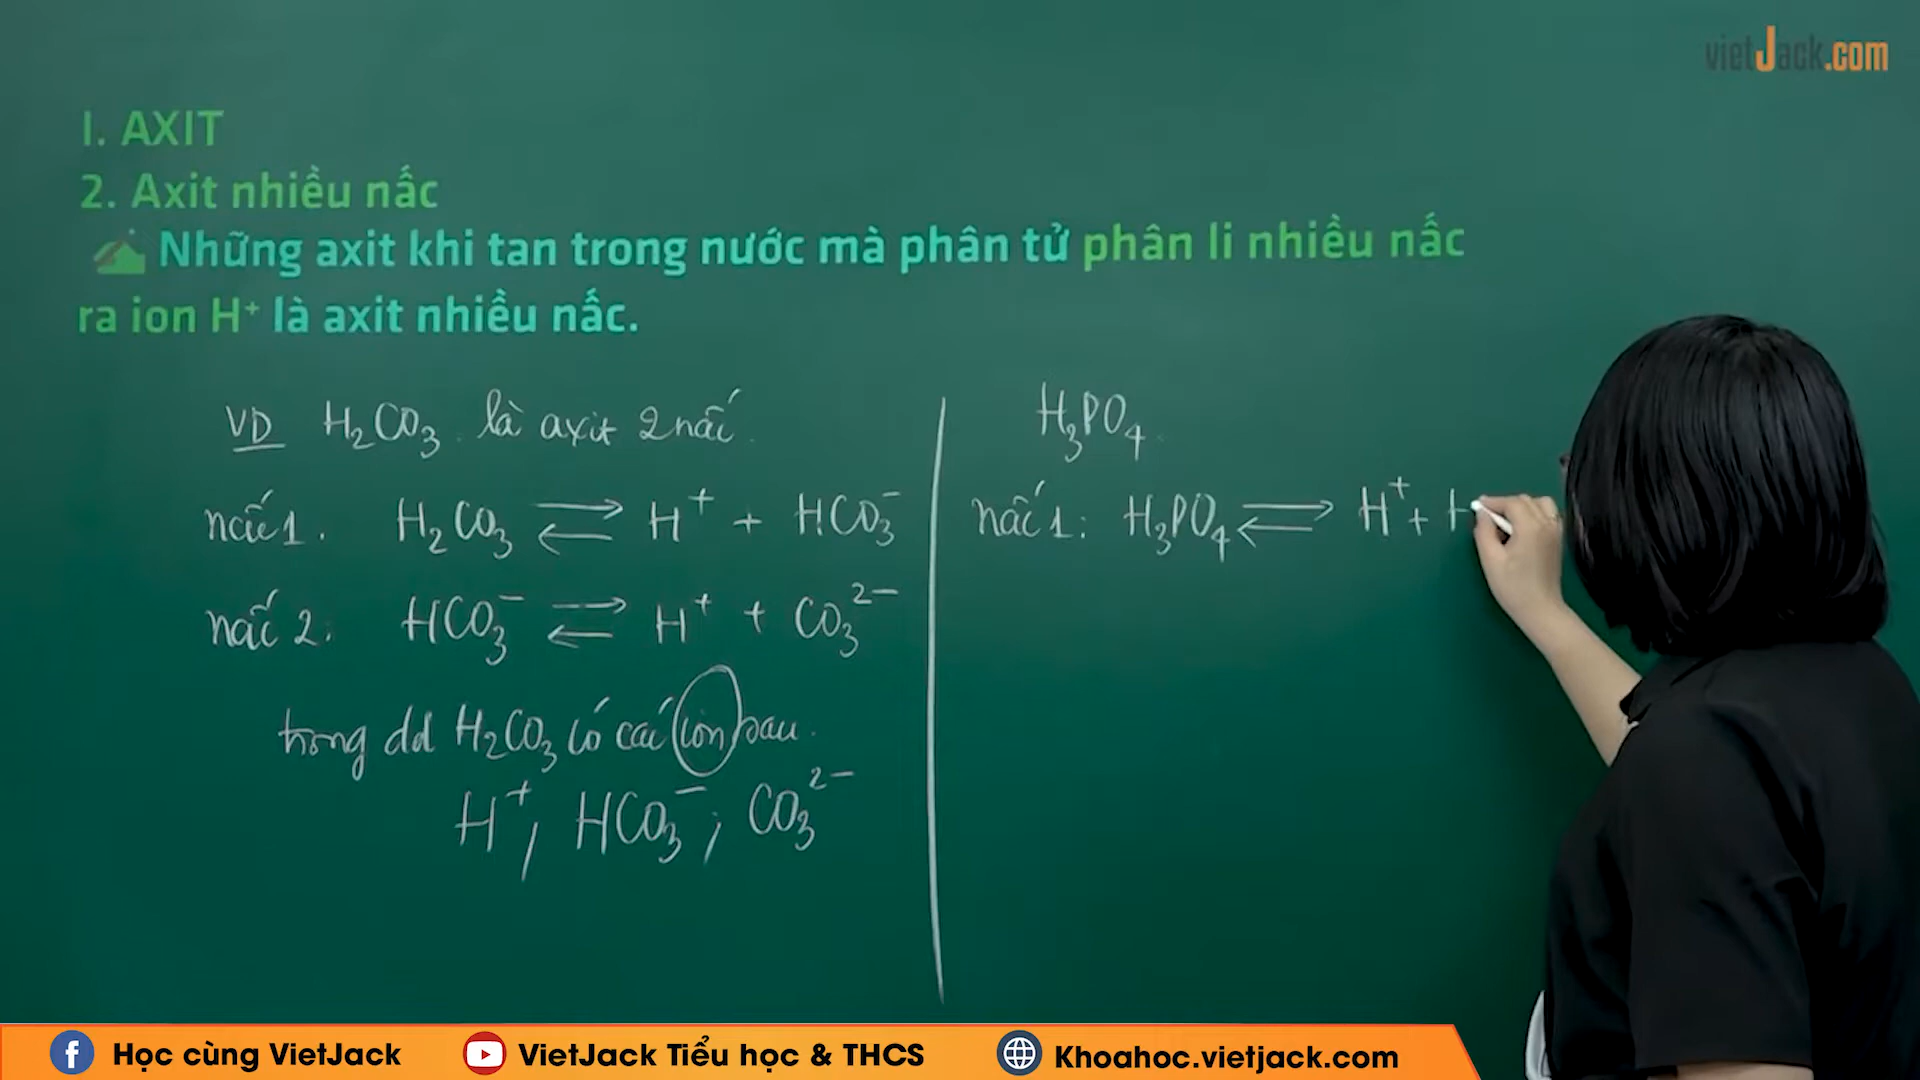 vietJack.com
I. AXIT
2. Axit nhiều nấc
Những axit khi tan trong nước mà phân tử phân li nhiều nấc
ra ion H⁺ là axit nhiều nấc.
VD H₂CO₃ là axit 2 nấc
nấc 1. H₂CO₃ ⇌ H⁺ + HCO₃⁻
nấc 2: HCO₃⁻ ⇌ H⁺ + CO₃²⁻
trong dd H₂CO₃ có các ion sau.
H⁺, HCO₃⁻; CO₃²⁻
H₃PO₄
nấc 1: H₃PO₄ ⇌ H⁺ +
Học cùng VietJack
VietJack Tiểu học & THCS
Khoahoc.vietjack.com